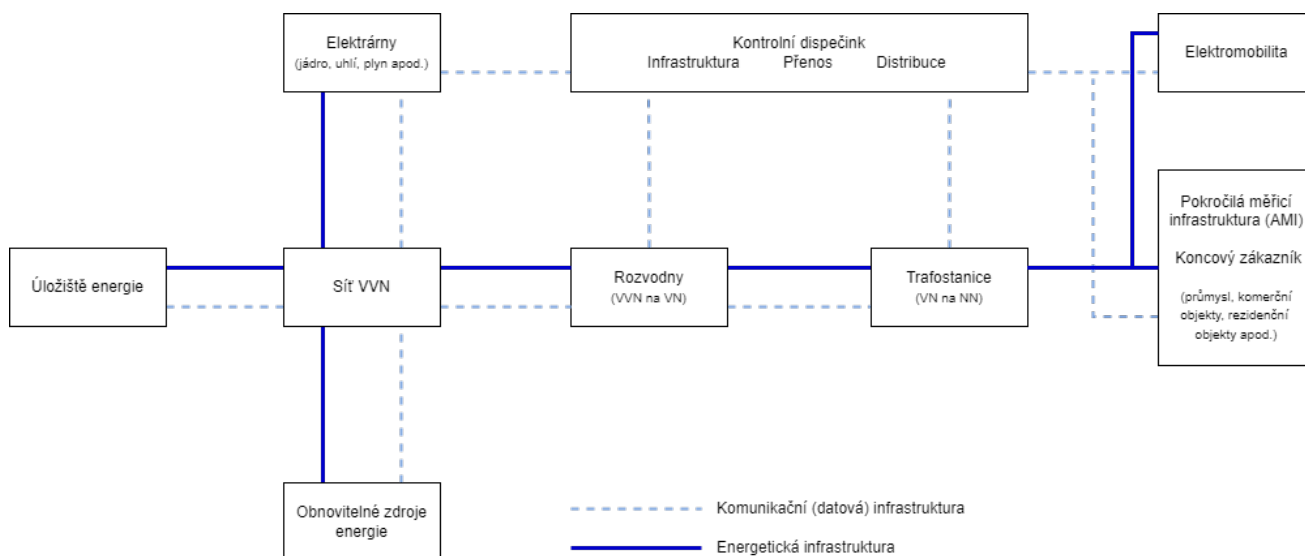 Elektrárny
(jádro, uhlí, plyn apod.)
Kontrolní dispečink
Infrastruktura Přenos Distribuce
Elektromobilita
Úložiště energie
Síť VVN
Rozvodny
(VVN na VN)
Trafostanice
(VN na NN)
Pokročilá měřicí
infrastruktura (AMI)
Koncový zákazník
(průmysl, komerční
objekty, rezidenční
objekty apod.)
Obnovitelné zdroje
energie
Komunikační (datová) infrastruktura
Energetická infrastruktura